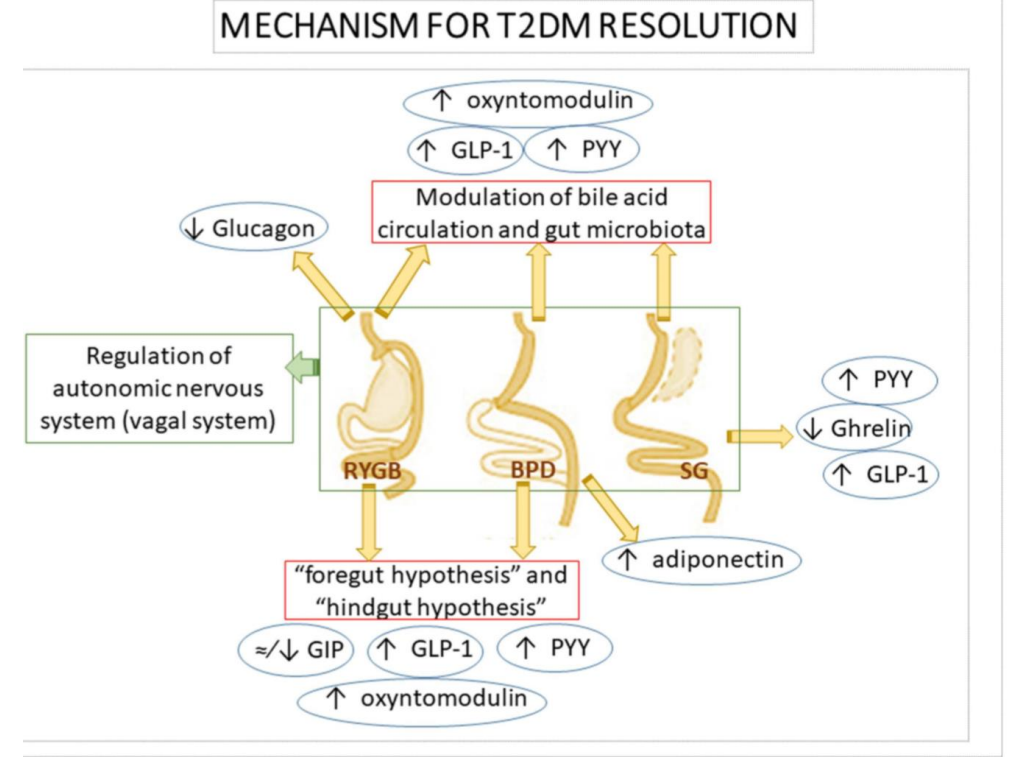 MECHANISM FOR T2DM RESOLUTION
↑ oxyntomodulin
↑ GLP-1
↑ PYY
Modulation of bile acid
circulation and gut microbiota
↓ Glucagon
Regulation of
autonomic nervous
system (vagal system)
↑ PYY
↓ Ghrelin
↑ GLP-1
RYGB
BPD
SG
↑ adiponectin
“foregut hypothesis” and
“hindgut hypothesis”
≈/↓ GIP
↑ GLP-1
↑ PYY
↑ oxyntomodulin